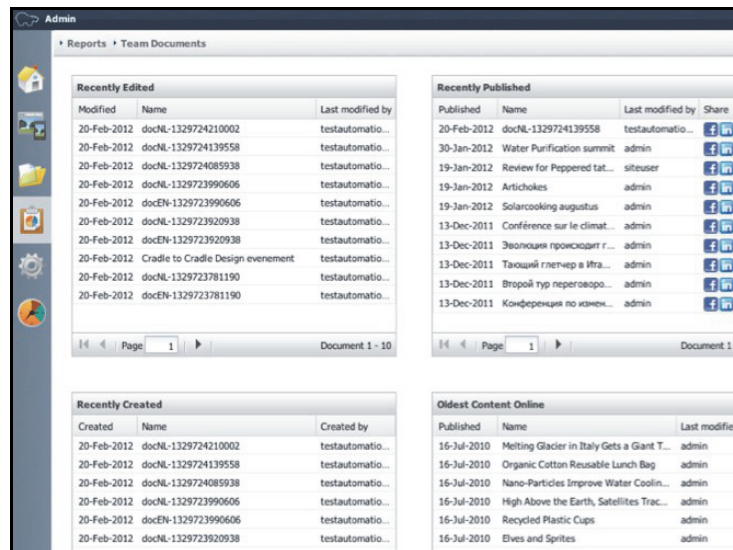 Admin
Reports Team Documents
Recently Edited
Modified Name Last modified by
20-Feb-2012 docNL-1329724210002 testautomatio...
20-Feb-2012 docNL-1329724139558 testautomatio...
20-Feb-2012 docNL-1329724085938 testautomatio...
20-Feb-2012 docNL-1329723990606 testautomatio...
20-Feb-2012 docEN-1329723990606 testautomatio...
20-Feb-2012 docNL-1329723920938 testautomatio...
20-Feb-2012 docEN-1329723920938 testautomatio...
20-Feb-2012 Cradle to Cradle Design evenement testautomatio...
20-Feb-2012 docNL-1329723781190 testautomatio...
20-Feb-2012 docEN-1329723781190 testautomatio...
Page 1 Document 1 - 10
Recently Published
Published Name Last modified by Share
20-Feb-2012 docNL-1329724139558 testautomatio...
30-Jan-2012 Water Purification summit admin
19-Jan-2012 Review for Peppered tat... siteuser
19-Jan-2012 Artichokes admin
19-Jan-2012 Solarcooking augustus admin
13-Dec-2011 Conférence sur le climat... admin
13-Dec-2011 Эволюция происходит г... admin
13-Dec-2011 Тающий глетчер в Ита... admin
13-Dec-2011 Второй тур переговоро... admin
13-Dec-2011 Конференция по измен... admin
Page 1 Document 1
Recently Created
Created Name Created by
20-Feb-2012 docNL-1329724210002 testautomatio...
20-Feb-2012 docNL-1329724139558 testautomatio...
20-Feb-2012 docNL-1329724085938 testautomatio...
20-Feb-2012 docNL-1329723990606 testautomatio...
20-Feb-2012 docEN-1329723990606 testautomatio...
20-Feb-2012 docNL-1329723920938 testautomatio...
Oldest Content Online
Published Name Last modifie
16-Jul-2010 Melting Glacier in Italy Gets a Giant T... admin
16-Jul-2010 Organic Cotton Reusable Lunch Bag admin
16-Jul-2010 Nano-Particles Improve Water Coolin... admin
16-Jul-2010 High Above the Earth, Satellites Trac... admin
16-Jul-2010 Recycled Plastic Cups admin
16-Jul-2010 Elves and Sprites admin